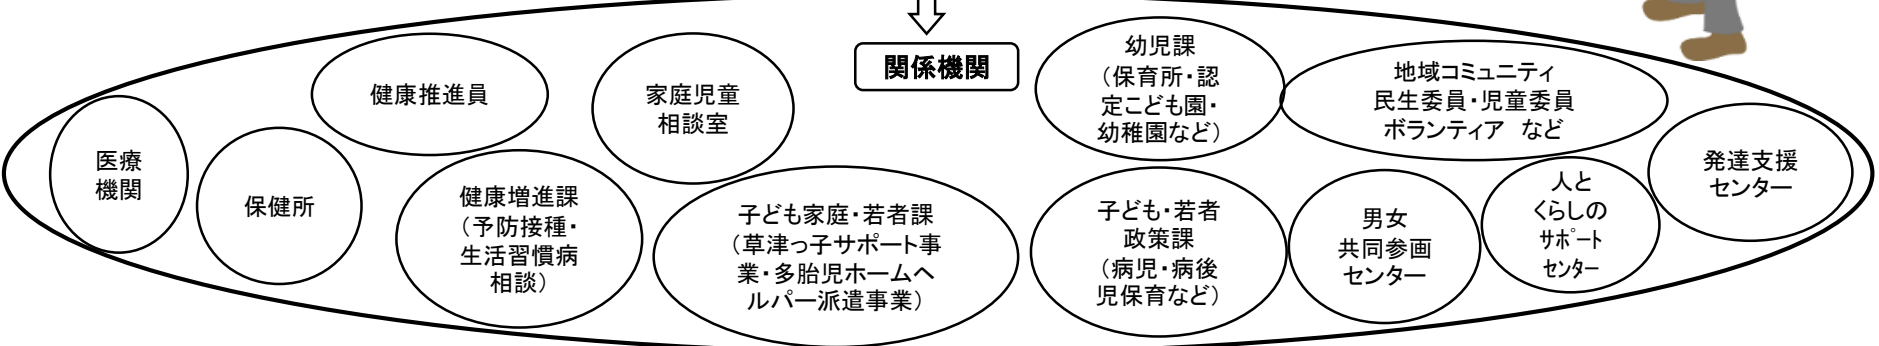 関係機関
医療
機関
保健所
健康推進員
健康増進課
（予防接種・
生活習慣病
相談）
家庭児童
相談室
子ども家庭・若者課
（草津っ子サポート事
業・多胎児ホームヘ
ルパー派遣事業）
幼児課
（保育所・認
定こども園・
幼稚園など）
子ども・若者
政策課
（病児・病後
児保育など）
地域コミュニティ
民生委員・児童委員
ボランティア　など
男女
共同参画
センター
人と
くらしの
ｻﾎﾟｰﾄ
ｾﾝﾀｰ
発達支援
センター